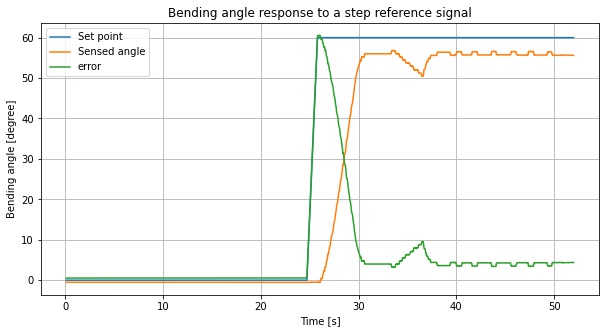 Bending angle response to a step reference signal
Set point
Sensed angle
error
Bending angle [degree]
60
50
40
30
20
10
0
0 10 20 30 40 50
Time [s]